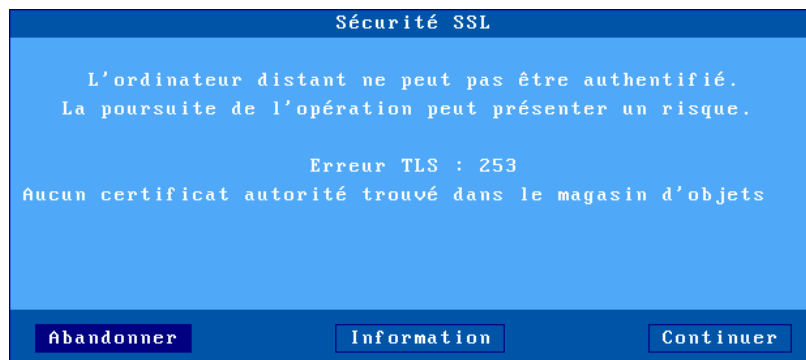 Sécurité SSL
L'ordinateur distant ne peut pas être authentifié.
La poursuite de l'opération peut présenter un risque.
Erreur TLS : 253
Aucun certificat autorité trouvé dans le magasin d'objets
Abandonner Information Continuer